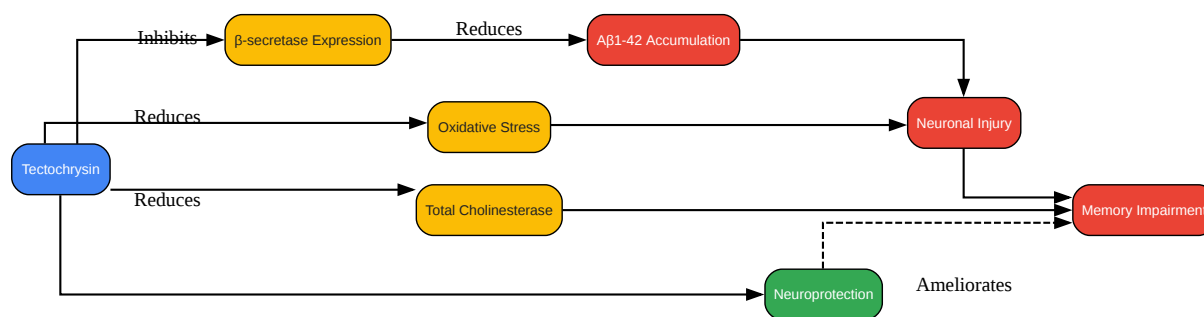 Inhibits
β-secretase Expression
Reduces
Aβ1-42 Accumulation
Reduces
Oxidative Stress
Neuronal Injury
Tectochrysin
Reduces
Total Cholinesterase
Memory Impairment
Neuroprotection
Ameliorates